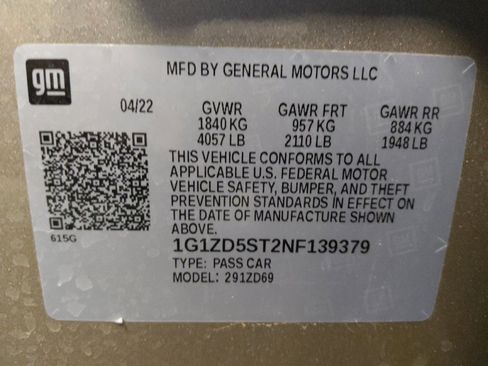 gm
MFD BY GENERAL MOTORS LLC
04/22 GVWR GAWR FRT GAWR RR
1840 KG 957 KG 884 KG
4057 LB 2110 LB 1948 LB
THIS VEHICLE CONFORMS TO ALL
APPLICABLE U.S. FEDERAL MOTOR
VEHICLE SAFETY, BUMPER, AND THEFT
PREVENTION STANDARDS IN EFFECT ON
THE DATE OF MANUFACTURE SHOWN
ABOVE.
615G
1G1ZD5ST2NF139379
TYPE: PASS CAR
MODEL: 291ZD69